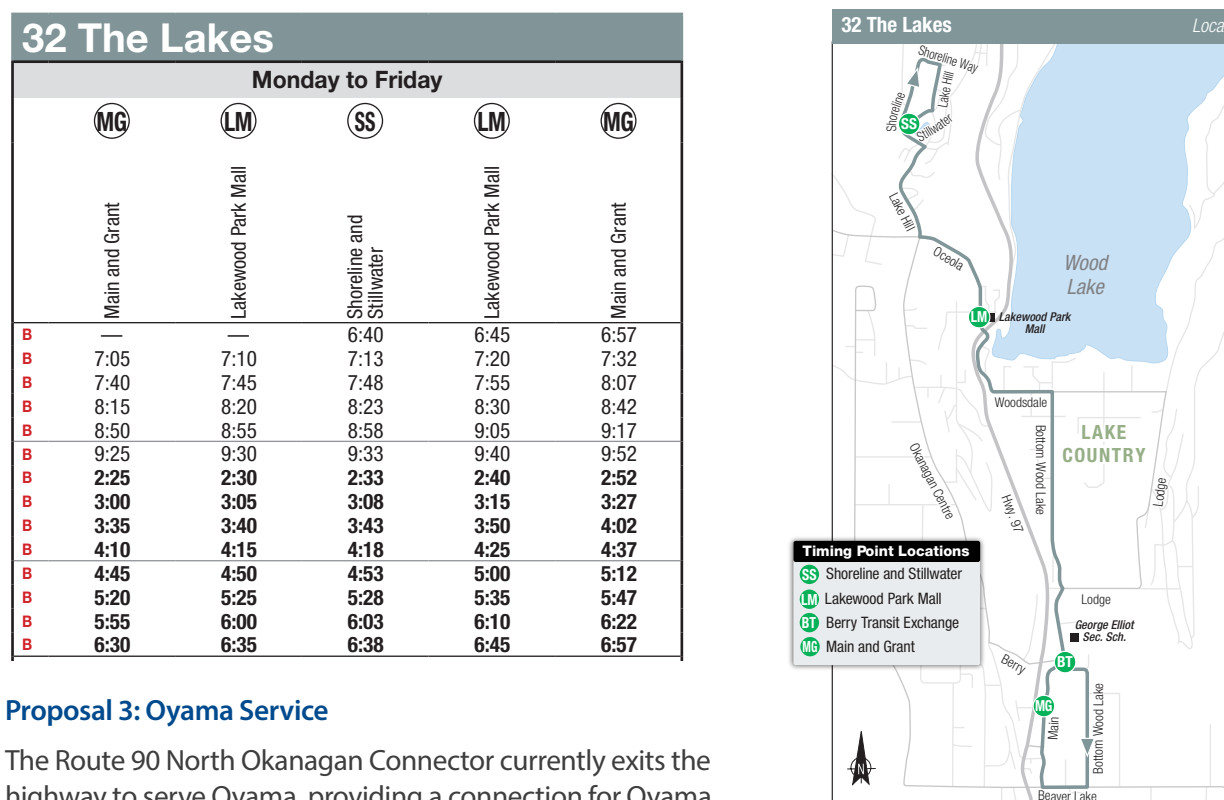 32 The Lakes
Monday to Friday
MG LM SS LM MG
Main and Grant
Lakewood Park Mall
Shoreline and
Stillwater
Lakewood Park Mall
Main and Grant
B — — 6:40 6:45 6:57
B 7:05 7:10 7:13 7:20 7:32
B 7:40 7:45 7:48 7:55 8:07
B 8:15 8:20 8:23 8:30 8:42
B 8:50 8:55 8:58 9:05 9:17
B 9:25 9:30 9:33 9:40 9:52
B 2:25 2:30 2:33 2:40 2:52
B 3:00 3:05 3:08 3:15 3:27
B 3:35 3:40 3:43 3:50 4:02
B 4:10 4:15 4:18 4:25 4:37
B 4:45 4:50 4:53 5:00 5:12
B 5:20 5:25 5:28 5:35 5:47
B 5:55 6:00 6:03 6:10 6:22
B 6:30 6:35 6:38 6:45 6:57
Proposal 3: Oyama Service
The Route 90 North Okanagan Connector currently exits the
highway to serve Oyama, providing a connection for Oyama
32 The Lakes Loca
Shoreline Way
Lake Hill
Shoreline
SS
Stillwater
Lake Hill
Oceola
Wood
Lake
LM
Lakewood Park
Mall
Woodsdale
Bottom Wood Lake
LAKE
COUNTRY
Okanagan Centre
Hwy. 97
Lodge
Timing Point Locations
SS Shoreline and Stillwater
LM Lakewood Park Mall
BT Berry Transit Exchange
MG Main and Grant
Lodge
George Elliot
Sec. Sch.
Berry
BT
MG
Main
Bottom Wood Lake
N
Beaver Lake